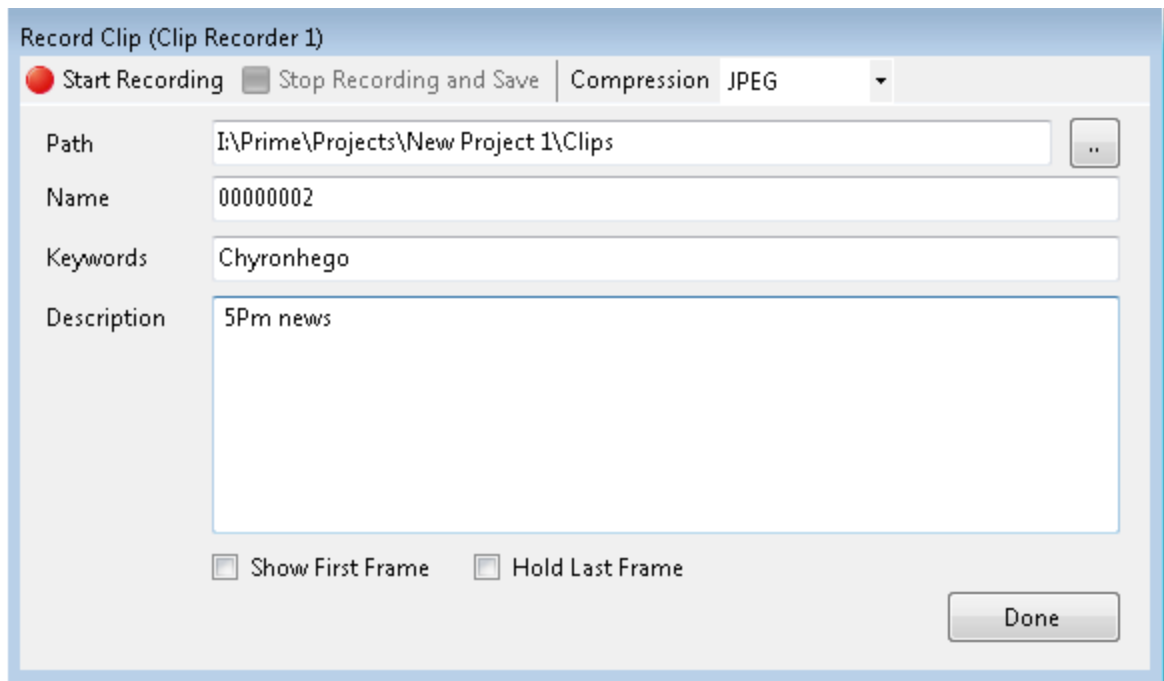 Record Clip (Clip Recorder 1)
Start Recording Stop Recording and Save Compression JPEG
Path I:\Prime\Projects\New Project 1\Clips ..
Name 00000002
Keywords Chyronhego
Description 5Pm news
Show First Frame Hold Last Frame
Done